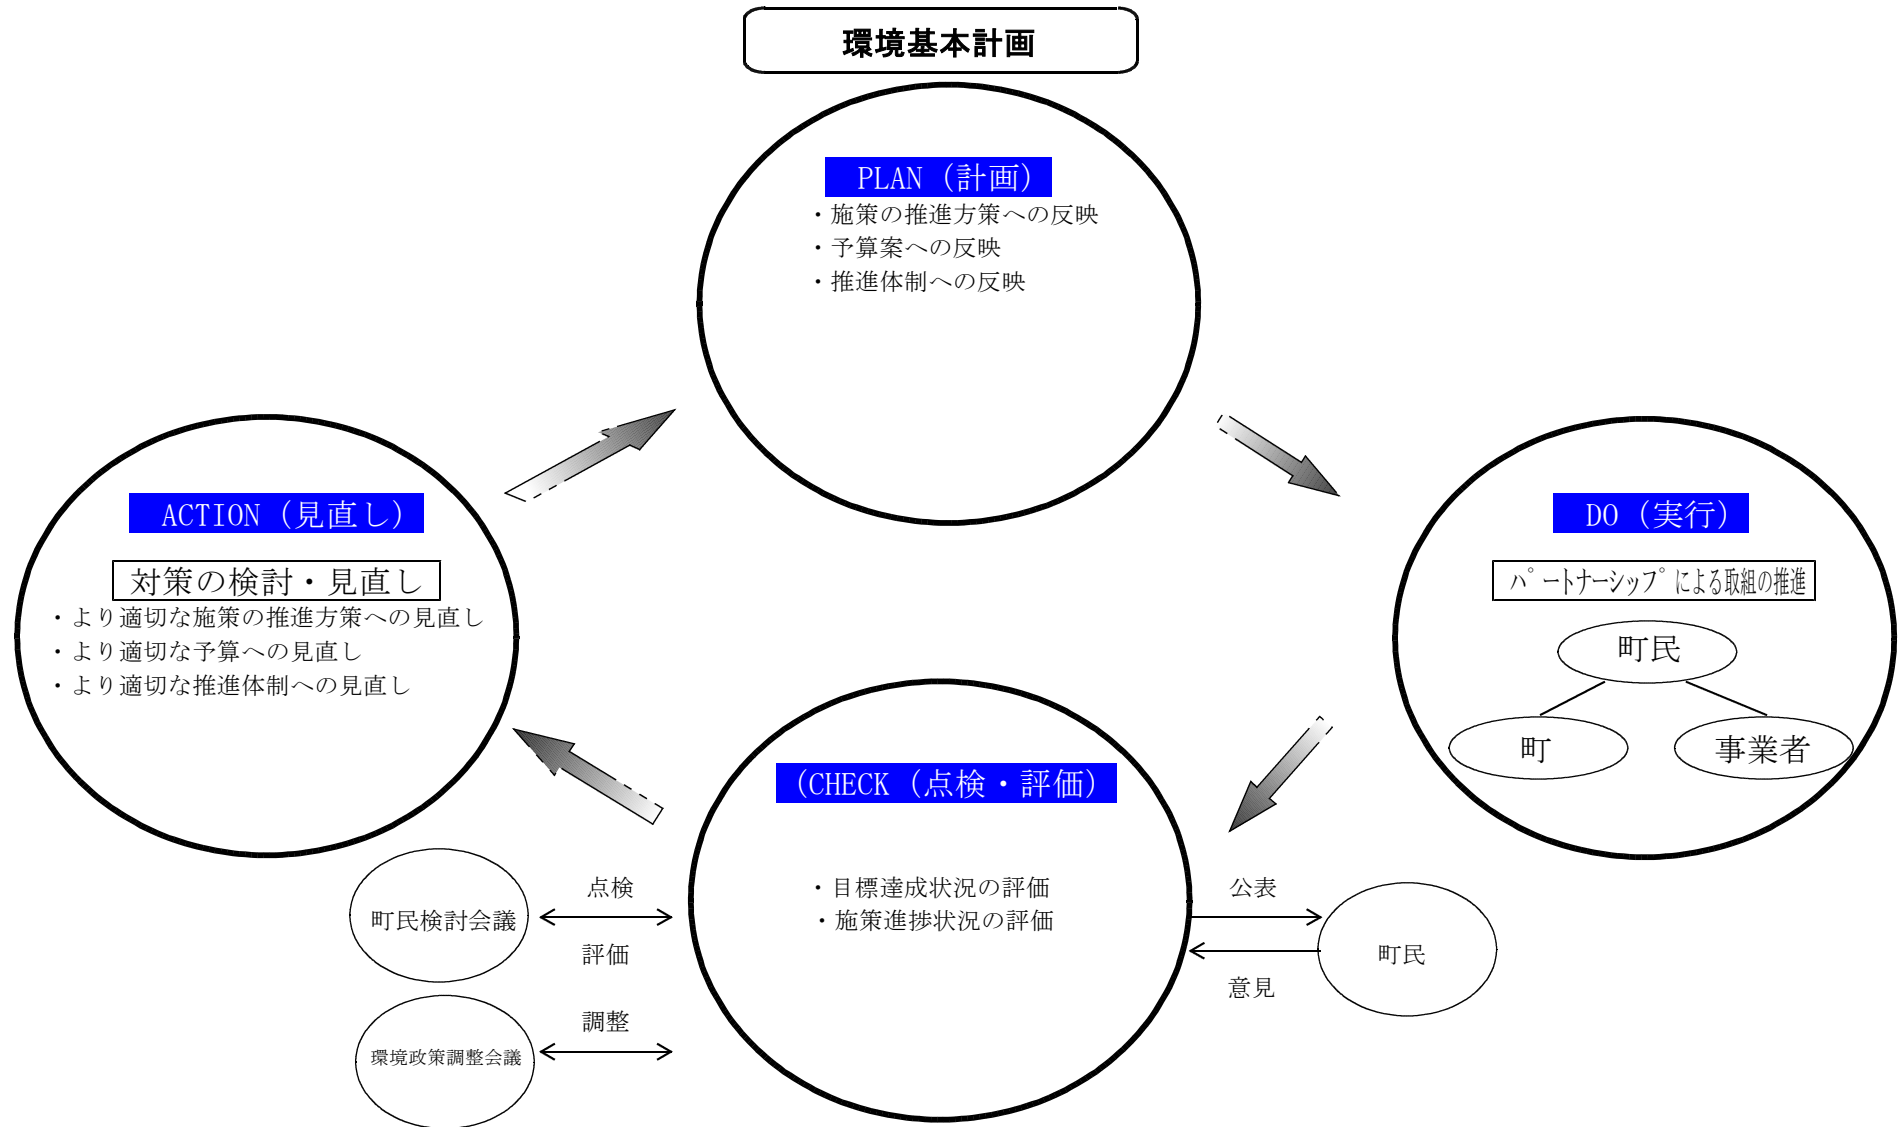 環境基本計画
PLAN（計画）
・施策の推進方策への反映
・予算案への反映
・推進体制への反映
ACTION（見直し）
対策の検討・見直し
・より適切な施策の推進方策への見直し
・より適切な予算への見直し
・より適切な推進体制への見直し
DO（実行）
ﾊﾟｰﾄﾅｰｼｯﾌﾟによる取組の推進
町民
町
事業者
(CHECK（点検・評価）
・目標達成状況の評価
・施策進捗状況の評価
町民検討会議
点検
評価
環境政策調整会議
調整
公表
意見
町民